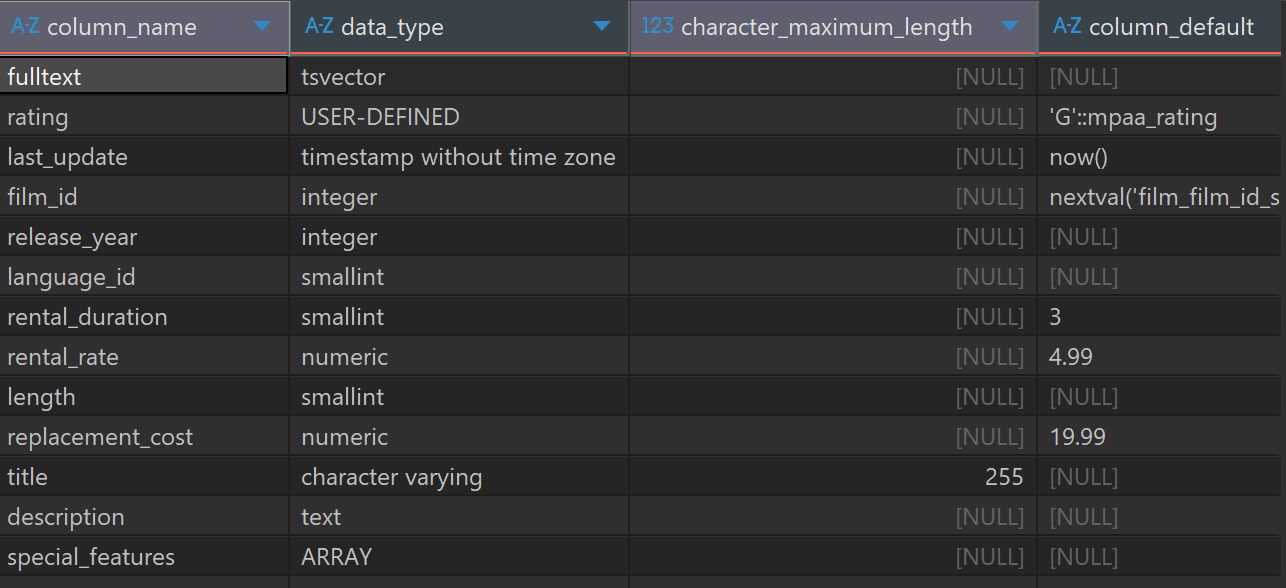 A-Z column_name A-Z data_type 123 character_maximum_length A-Z column_default
fulltext tsvector [NULL] [NULL]
rating USER-DEFINED [NULL] 'G'::mpaa_rating
last_update timestamp without time zone [NULL] now()
film_id integer [NULL] nextval('film_film_id_s
release_year integer [NULL] [NULL]
language_id smallint [NULL] [NULL]
rental_duration smallint [NULL] 3
rental_rate numeric [NULL] 4.99
length smallint [NULL] [NULL]
replacement_cost numeric [NULL] 19.99
title character varying 255 [NULL]
description text [NULL] [NULL]
special_features ARRAY [NULL] [NULL]